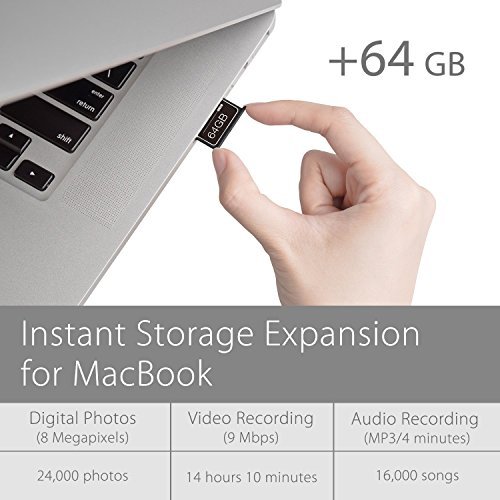 +64 GB
delete
enter
return
shift
64GB
Instant Storage Expansion
for MacBook
Digital Photos
(8 Megapixels)
Video Recording
(9 Mbps)
Audio Recording
(MP3/4 minutes)
24,000 photos
14 hours 10 minutes
16,000 songs